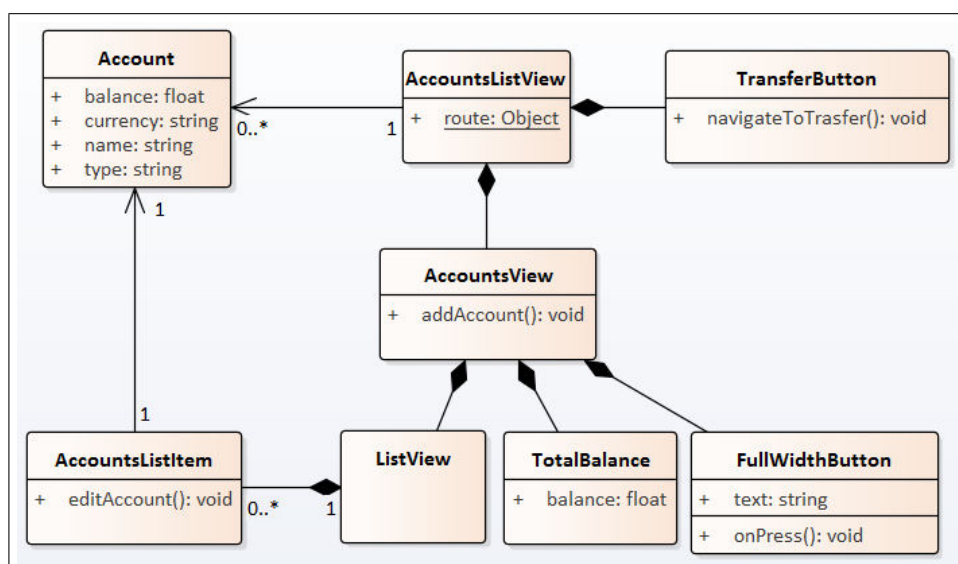 Account
+ balance: float
+ currency: string
+ name: string
+ type: string
AccountsListView
+ route: Object
TransferButton
+ navigateToTrasfer(): void
0..*
1
1
AccountsView
+ addAccount(): void
1
AccountsListItem
+ editAccount(): void
0..*
1
ListView
TotalBalance
+ balance: float
FullWidthButton
+ text: string
+ onPress(): void